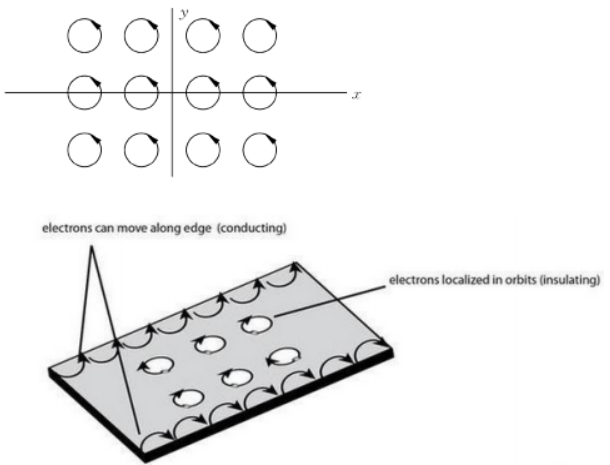 y
x
electrons can move along edge (conducting)
electrons localized in orbits (insulating)